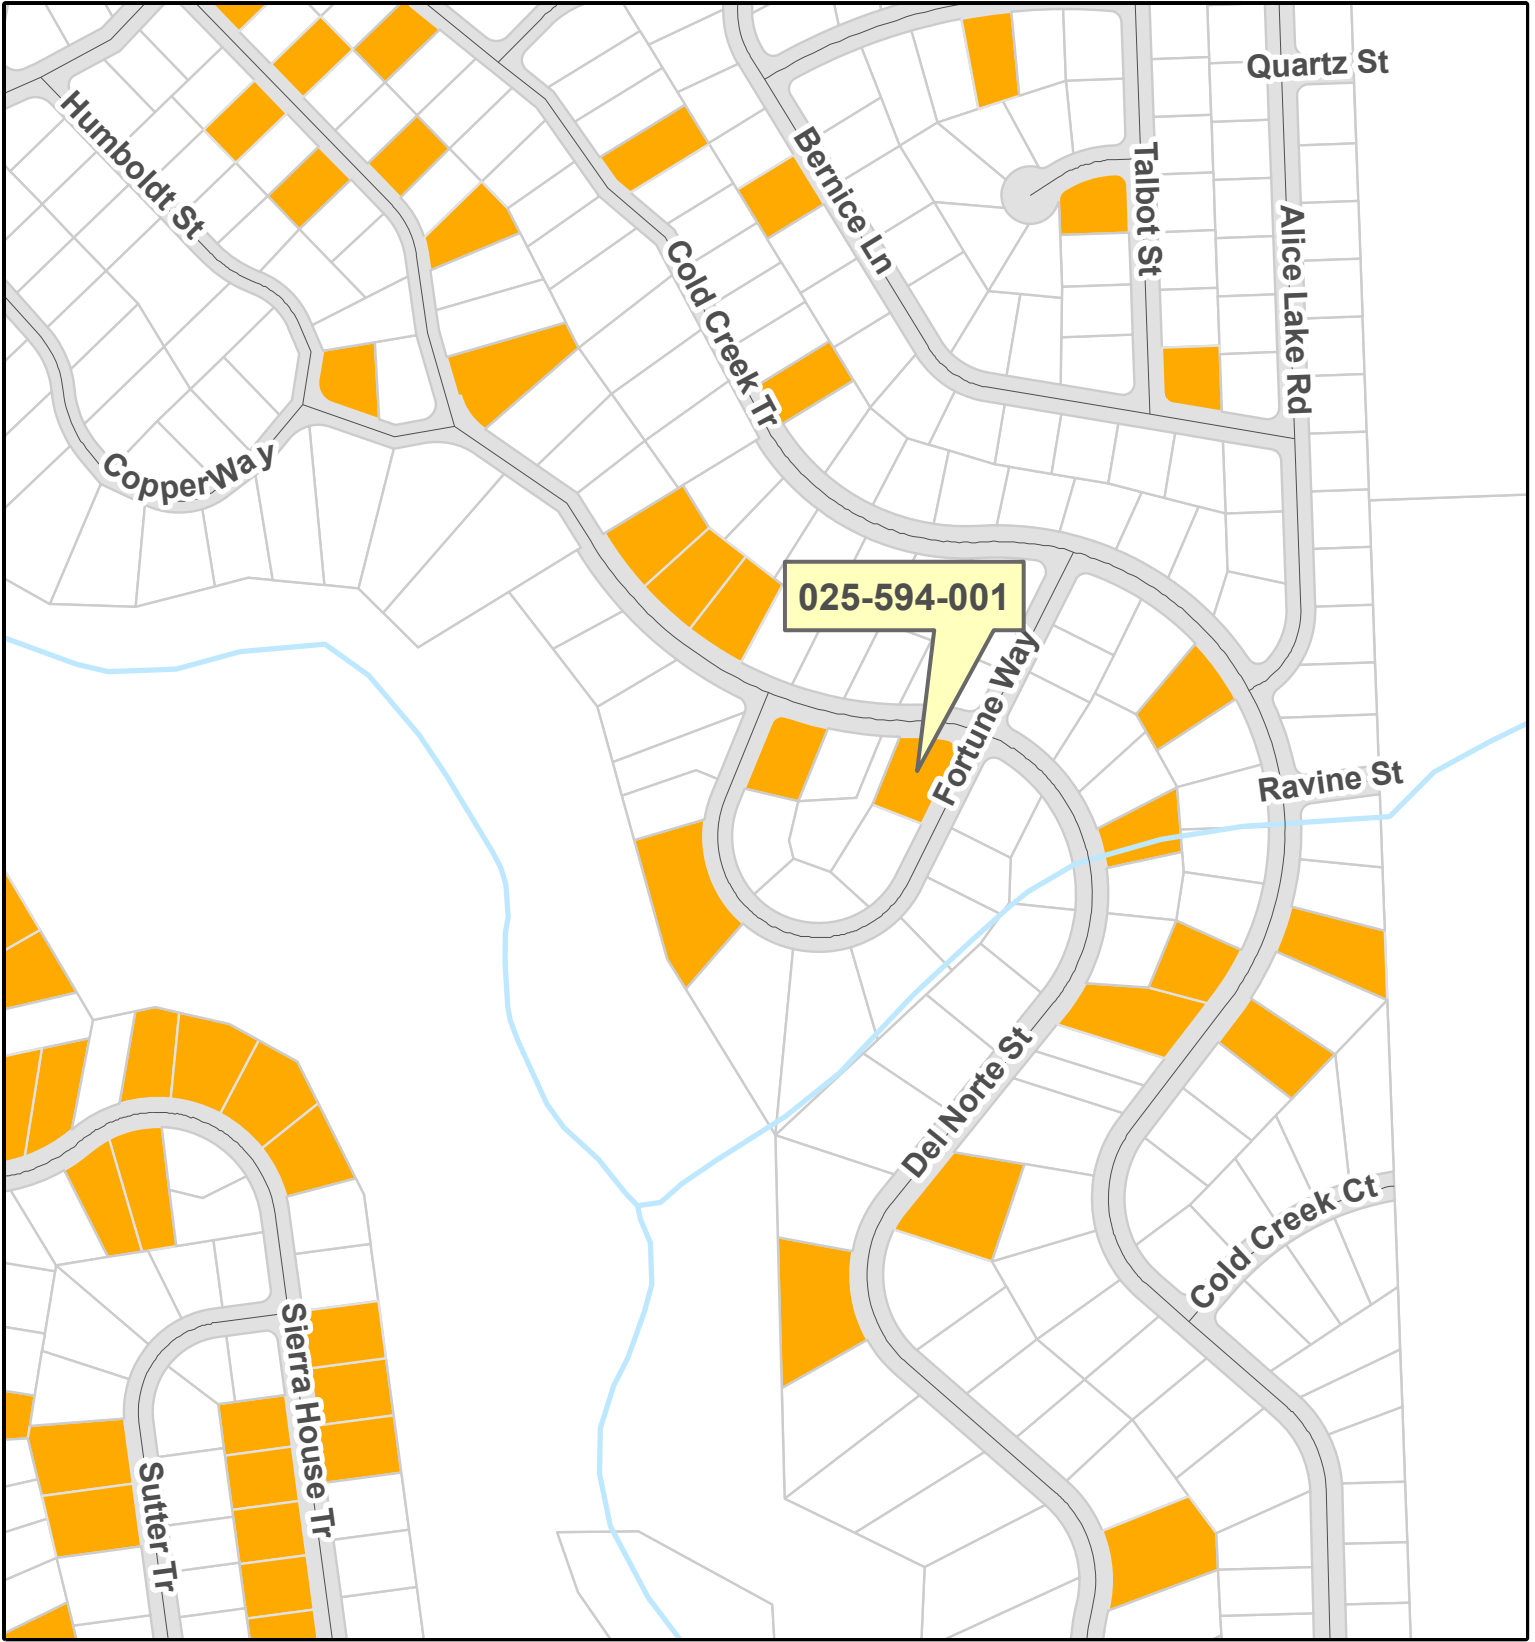 Quartz St
Humboldt St
Bernice Ln
Talbot St
Alice Lake Rd
Cold Creek Tr
CopperWay
025-594-001
Fortune Way
Ravine St
Del Norte St
Cold Creek Ct
Sierra House Tr
Sutter Tr